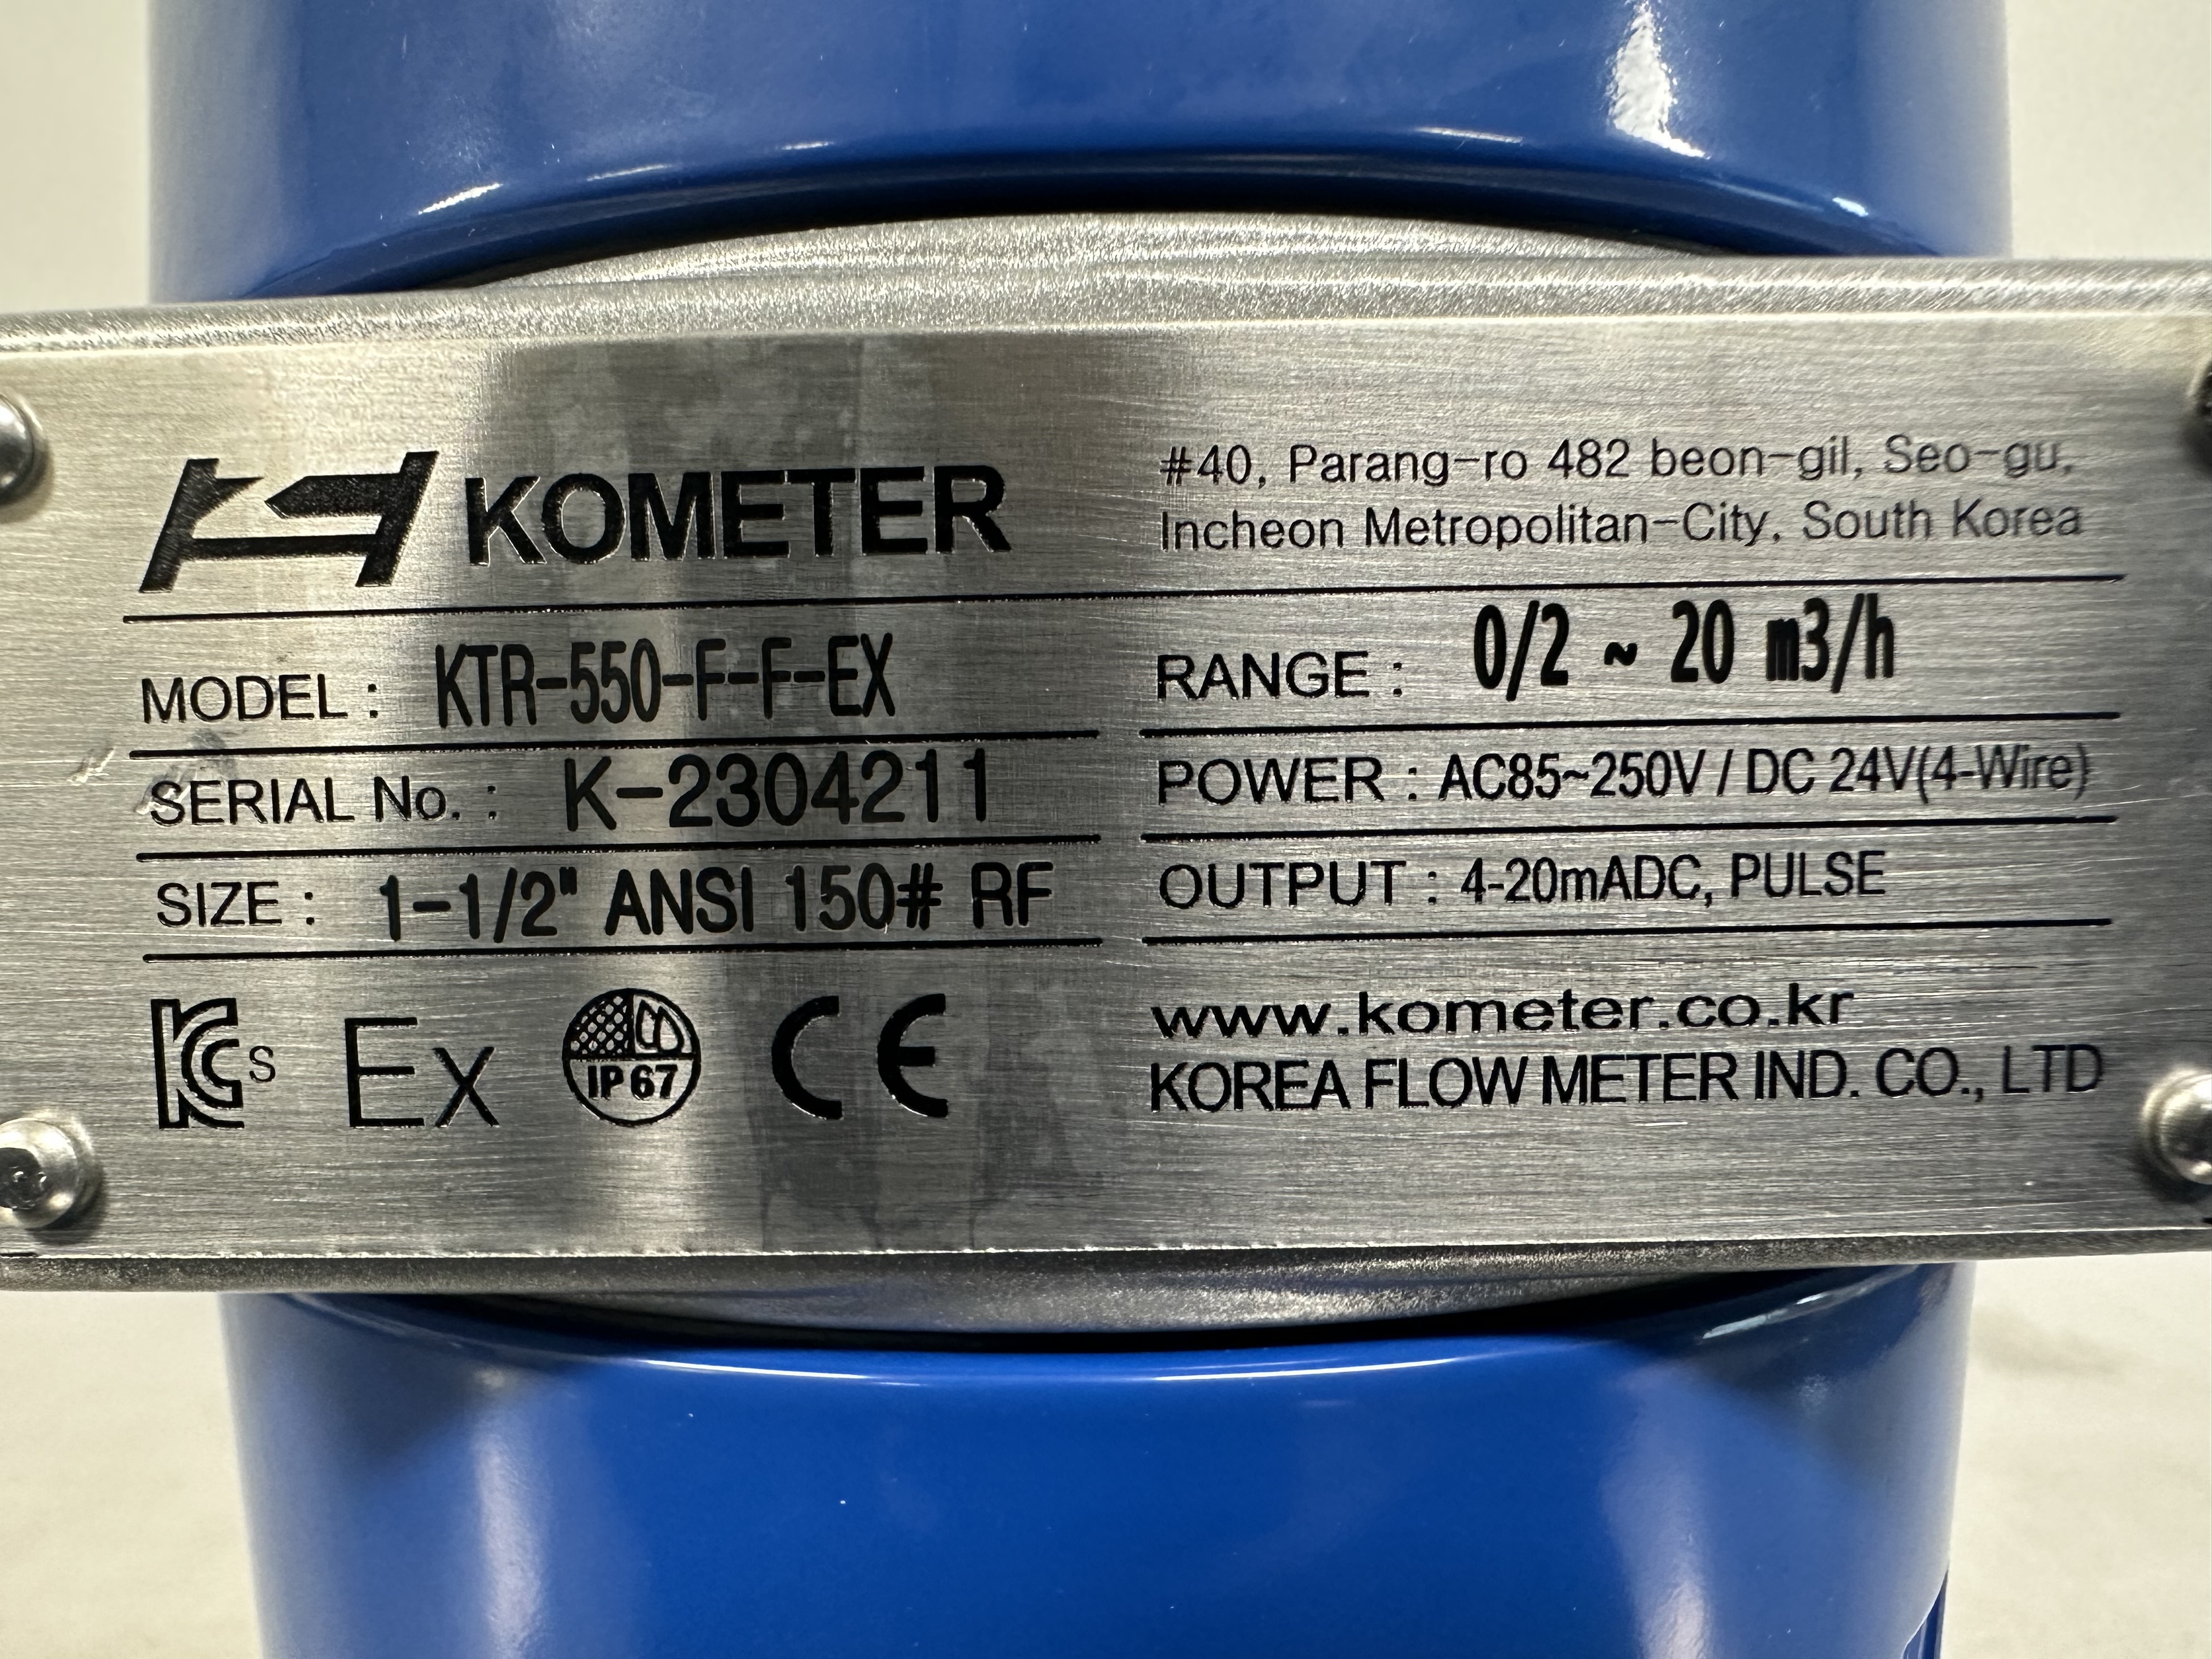 KOMETER
#40, Parang-ro 482 beon-gil, Seo-gu,
Incheon Metropolitan-City, South Korea
MODEL : KTR-550-F-F-EX
RANGE : 0/2 ~ 20 m3/h
SERIAL No. : K-2304211
POWER : AC85~250V / DC 24V(4-Wire)
SIZE : 1-1/2" ANSI 150# RF
OUTPUT : 4-20mADC, PULSE
KCs Ex IP67 CE
www.kometer.co.kr
KOREA FLOW METER IND. CO., LTD